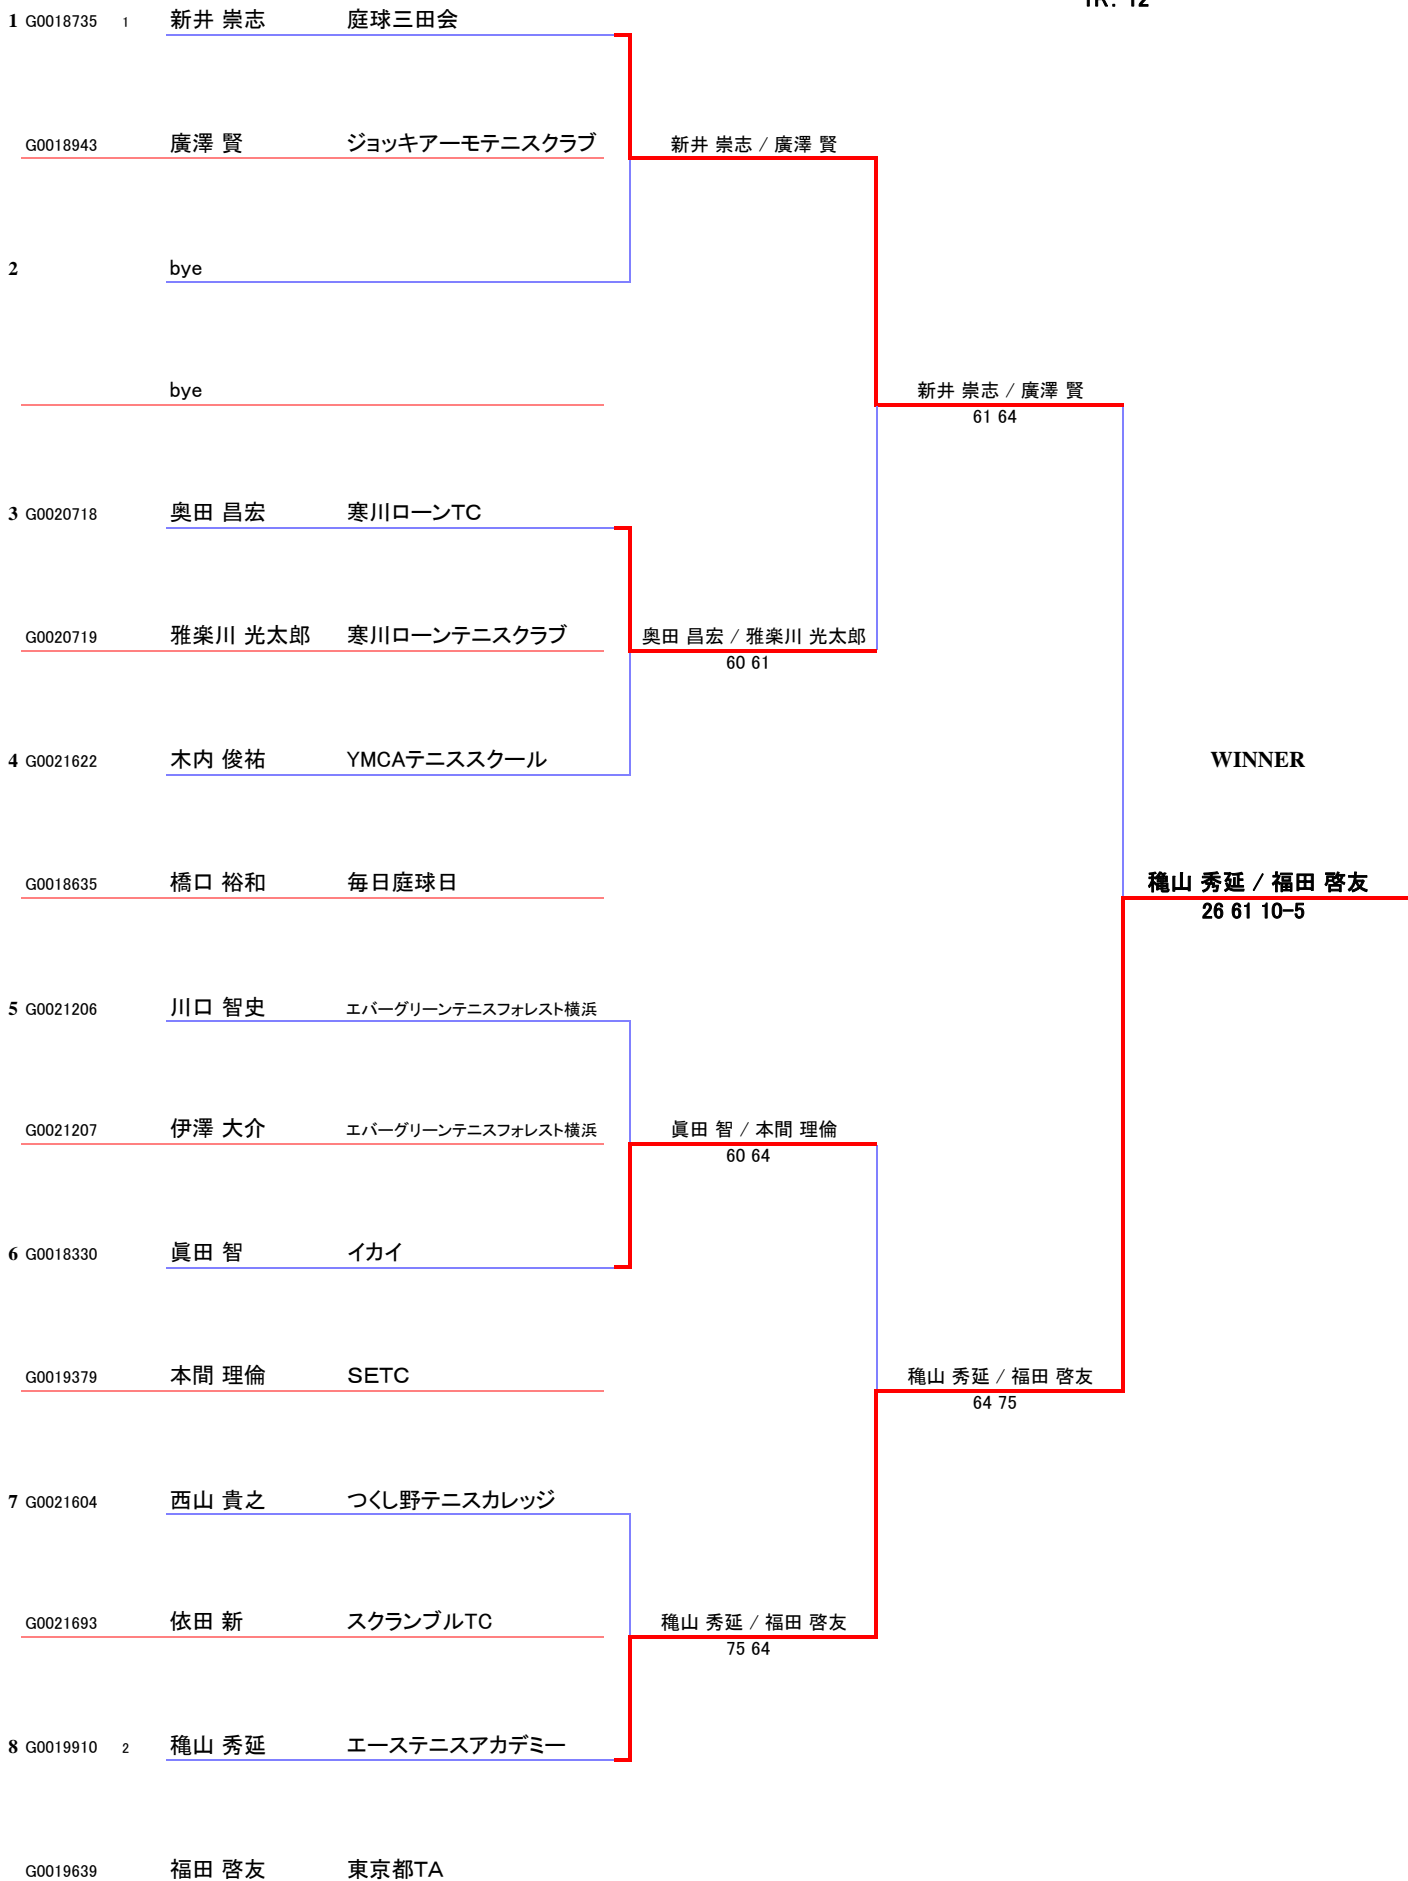 1R: 12
1 G0018735 1 新井 崇志 庭球三田会
G0018943 廣澤 賢 ジョッキアーモテニスクラブ 新井 崇志 / 廣澤 賢
2 bye
bye 新井 崇志 / 廣澤 賢
61 64
3 G0020718 奥田 昌宏 寒川ローンTC
G0020719 雅楽川 光太郎 寒川ローンテニスクラブ 奥田 昌宏 / 雅楽川 光太郎
60 61
4 G0021622 木内 俊祐 YMCAテニススクール WINNER
G0018635 橋口 裕和 毎日庭球日 穐山 秀延 / 福田 啓友
26 61 10-5
5 G0021206 川口 智史 エバーグリーンテニスフォレスト横浜
G0021207 伊澤 大介 エバーグリーンテニスフォレスト横浜 眞田 智 / 本間 理倫
60 64
6 G0018330 眞田 智 イカイ
G0019379 本間 理倫 SETC 穐山 秀延 / 福田 啓友
64 75
7 G0021604 西山 貴之 つくし野テニスカレッジ
G0021693 依田 新 スクランブルTC 穐山 秀延 / 福田 啓友
75 64
8 G0019910 2 穐山 秀延 エーステニスアカデミー
G0019639 福田 啓友 東京都TA